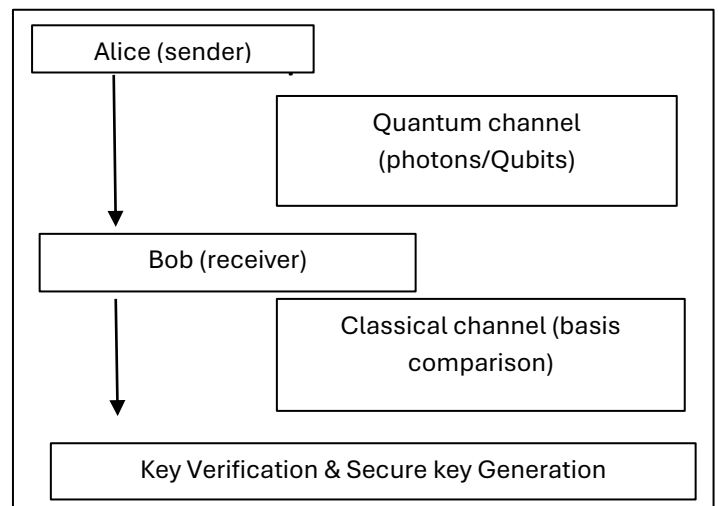 Alice (sender)
Quantum channel
(photons/Qubits)
Bob (receiver)
Classical channel (basis
comparison)
Key Verification & Secure key Generation